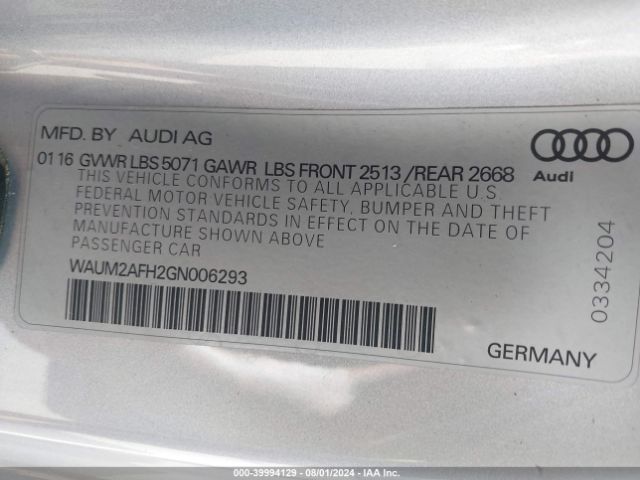 MFD. BY AUDI AG
0116 GVWR LBS 5071 GAWR LBS FRONT 2513 /REAR 2668
THIS VEHICLE CONFORMS TO ALL APPLICABLE U.S.
FEDERAL MOTOR VEHICLE SAFETY, BUMPER AND THEFT
PREVENTION STANDARDS IN EFFECT ON THE DATE OF
MANUFACTURE SHOWN ABOVE
PASSENGER CAR
WAUM2AFH2GN006293
Audi
0334204
GERMANY
000-39994129 - 08/01/2024 - IAA Inc.